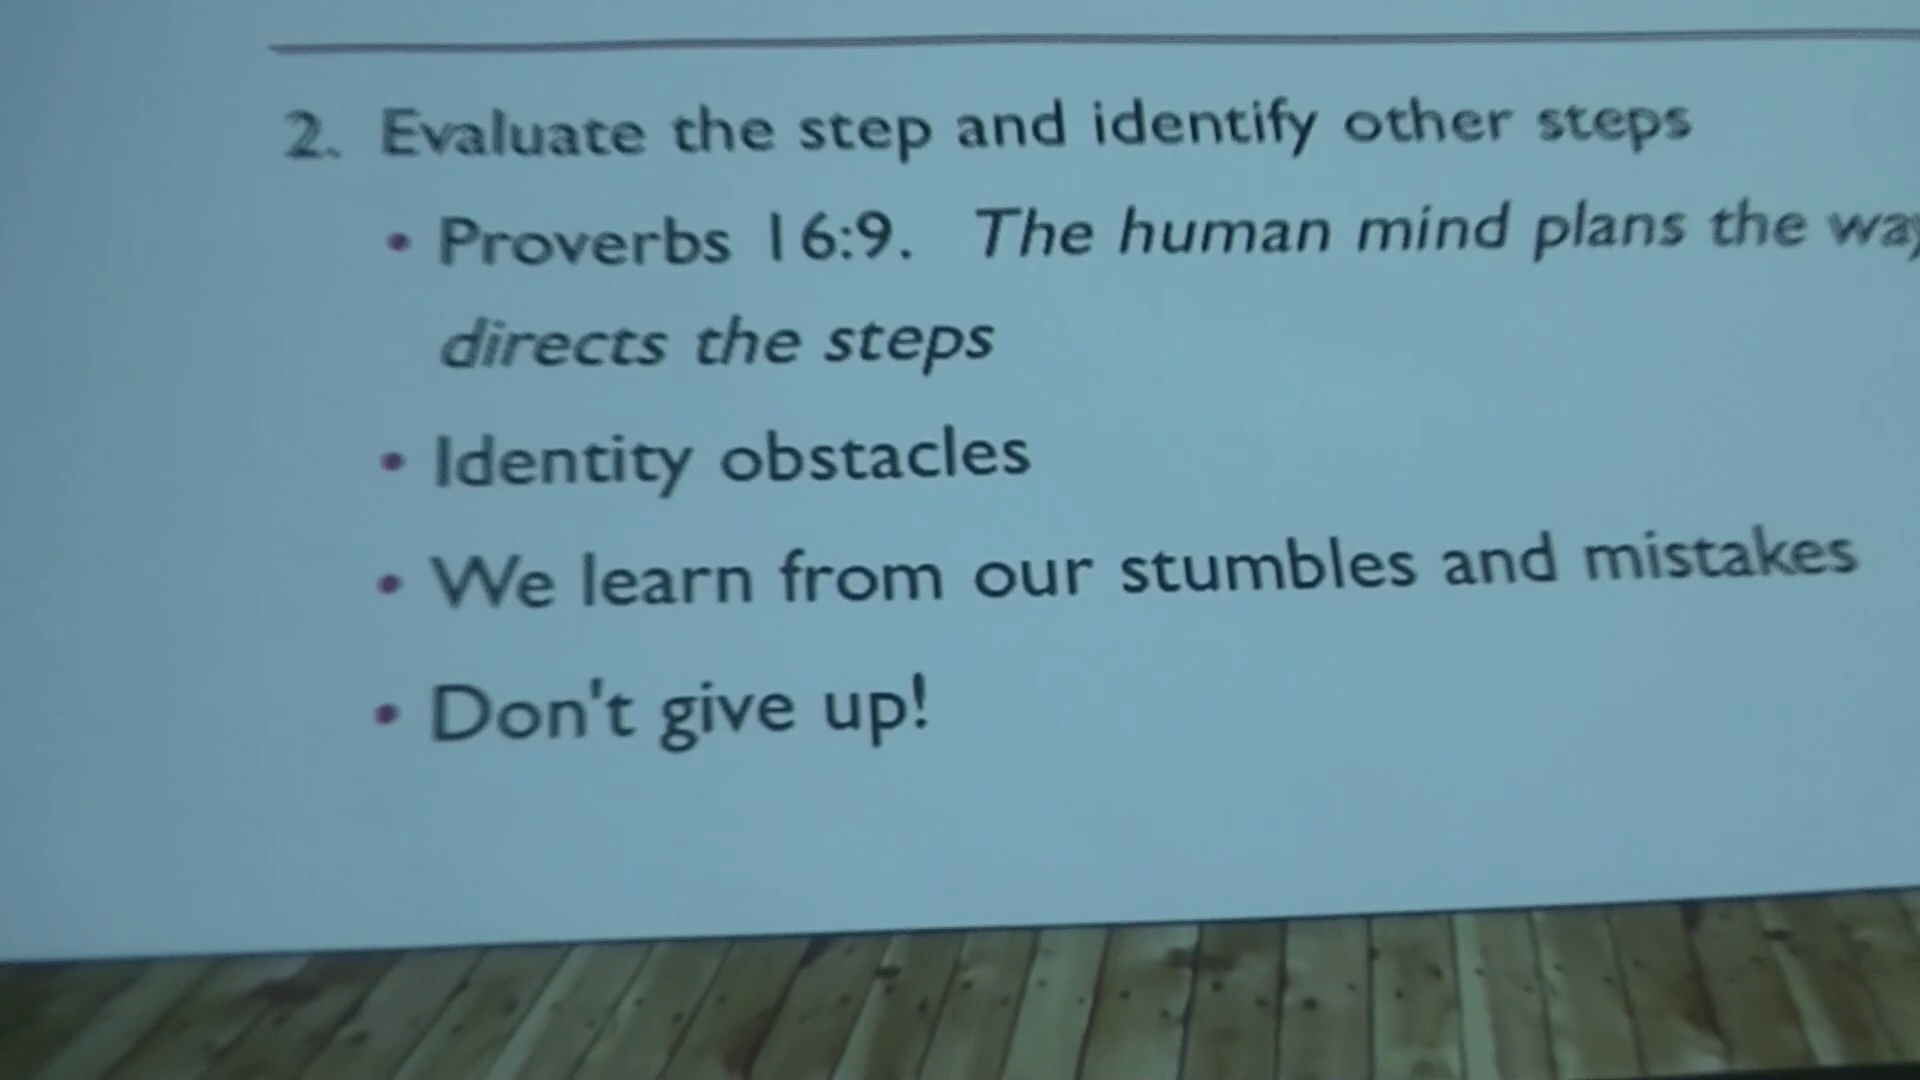 2. Evaluate the step and identify other steps
• Proverbs 16:9. The human mind plans the way
directs the steps
• Identity obstacles
• We learn from our stumbles and mistakes
• Don't give up!